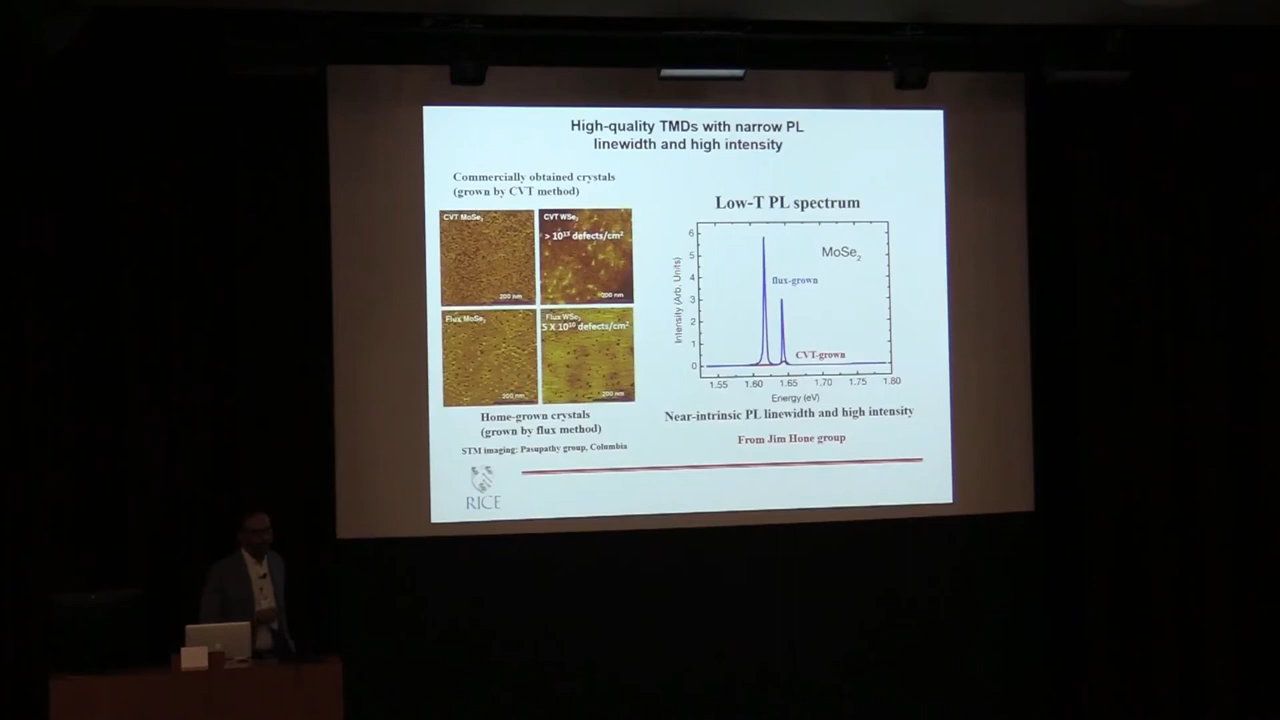 High-quality TMDs with narrow PL
linewidth and high intensity
Commercially obtained crystals
(grown by CVT method)
CVT MoSe₂
200 nm
CVT WSe₂
> 10¹³ defects/cm²
200 nm
Flux MoSe₂
200 nm
Flux WSe₂
5 X 10¹⁰ defects/cm²
200 nm
Home-grown crystals
(grown by flux method)
STM imaging: Pasupathy group, Columbia
Low-T PL spectrum
Intensity (Arb. Units)
6
5
4
3
2
1
0
MoSe₂
flux-grown
CVT-grown
1.55 1.60 1.65 1.70 1.75 1.80
Energy (eV)
Near-intrinsic PL linewidth and high intensity
From Jim Hone group
RICE